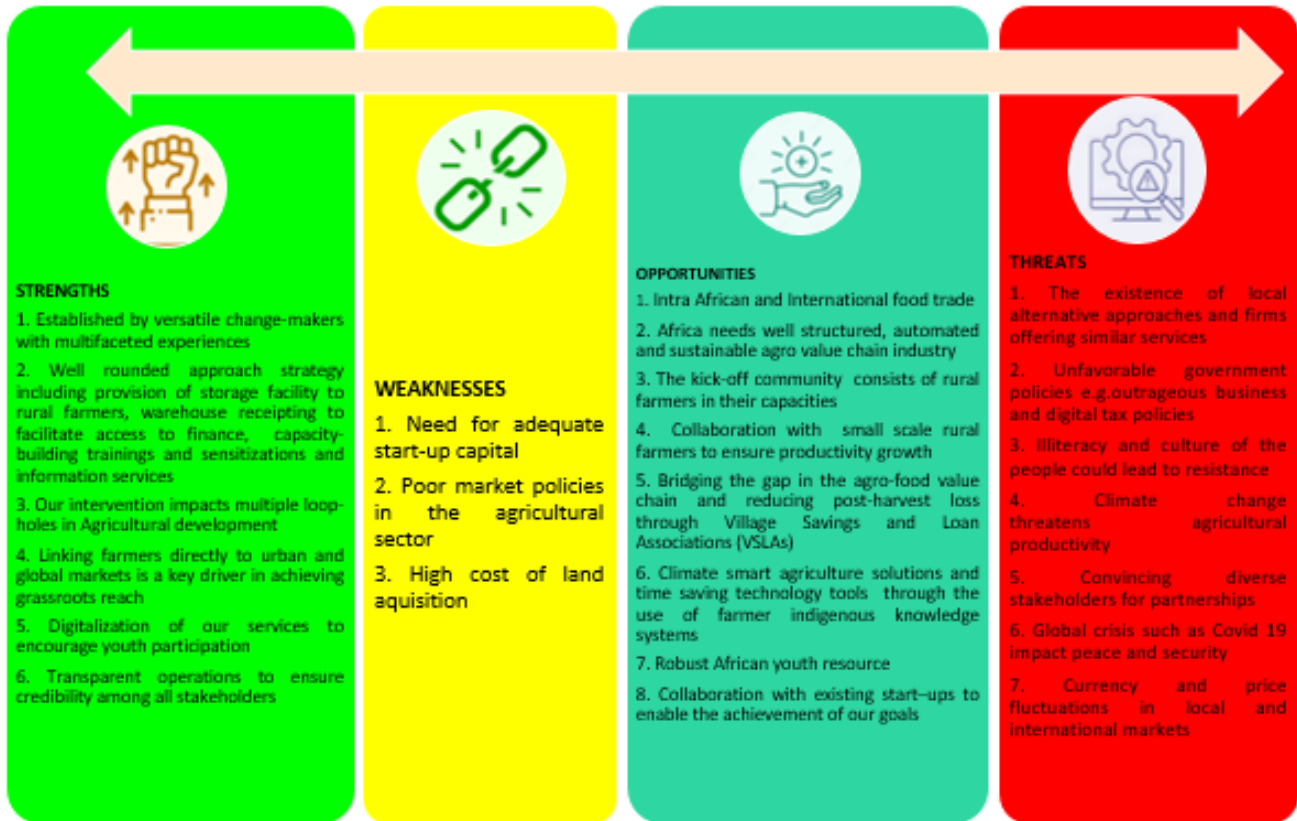 STRENGTHS
1. Established by versatile change-makers
with multifaceted experiences
2. Well rounded approach strategy
including provision of storage facility to
rural farmers, warehouse receipting to
facilitate access to finance, capacity-
building trainings and sensitizations and
information services
3. Our intervention impacts multiple loop-
holes in Agricultural development
4. Linking farmers directly to urban and
global markets is a key driver in achieving
grassroots reach
5. Digitalization of our services to
encourage youth participation
6. Transparent operations to ensure
credibility among all stakeholders
WEAKNESSES
1. Need for adequate
start-up capital
2. Poor market policies
in the agricultural
sector
3. High cost of land
aquisition
OPPORTUNITIES
1. Intra African and International food trade
2. Africa needs well structured, automated
and sustainable agro value chain industry
3. The kick-off community consists of rural
farmers in their capacities
4. Collaboration with small scale rural
farmers to ensure productivity growth
5. Bridging the gap in the agro-food value
chain and reducing post-harvest loss
through Village Savings and Loan
Associations (VSLAs)
6. Climate smart agriculture solutions and
time saving technology tools through the
use of farmer indigenous knowledge
systems
7. Robust African youth resource
8. Collaboration with existing start–ups to
enable the achievement of our goals
THREATS
1. The existence of local
alternative approaches and firms
offering similar services
2. Unfavorable government
policies e.g.outrageous business
and digital tax policies
3. Illiteracy and culture of the
people could lead to resistance
4. Climate change
threatens agricultural
productivity
5. Convincing diverse
stakeholders for partnerships
6. Global crisis such as Covid 19
impact peace and security
7. Currency and price
fluctuations in local and
international markets